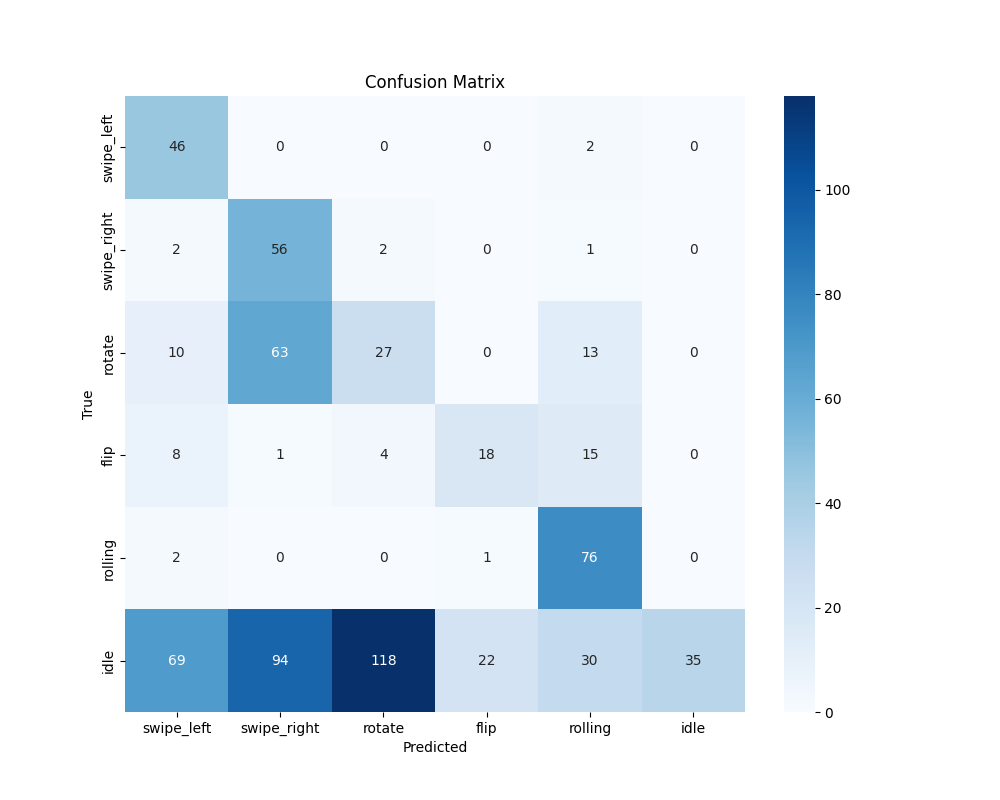 Confusion Matrix
True
swipe_left 46 0 0 0 2 0
swipe_right 2 56 2 0 1 0
rotate 10 63 27 0 13 0
flip 8 1 4 18 15 0
rolling 2 0 0 1 76 0
idle 69 94 118 22 30 35
swipe_left swipe_right rotate flip rolling idle
Predicted
100
80
60
40
20
0